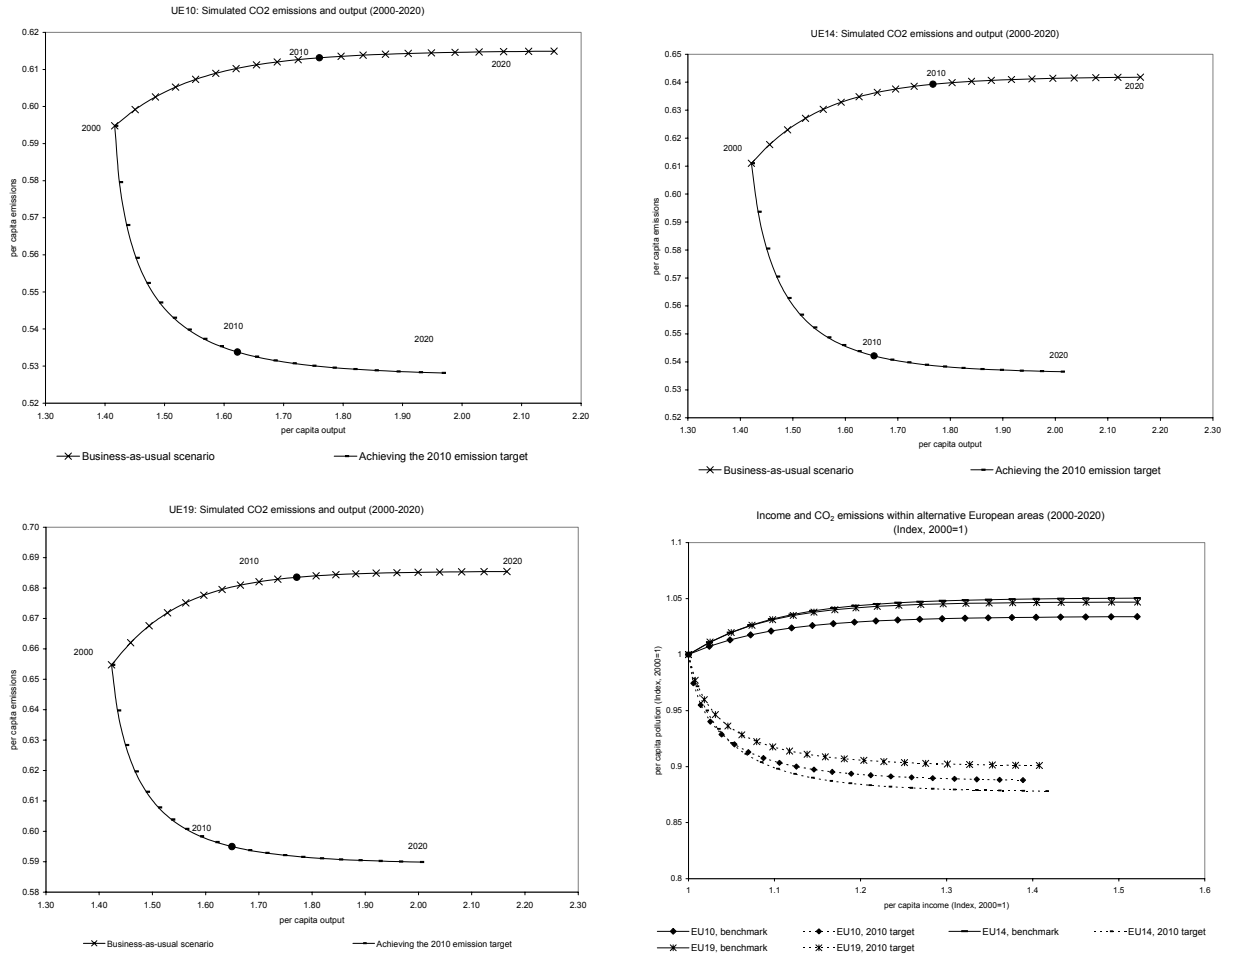 UE10: Simulated CO2 emissions and output (2000-2020)
per capita emissions
0.62
0.61
0.60
0.59
0.58
0.57
0.56
0.55
0.54
0.53
0.52
2010
2020
2000
2010
2020
1.30 1.40 1.50 1.60 1.70 1.80 1.90 2.00 2.10 2.20
per capita output
Business-as-usual scenario Achieving the 2010 emission target
UE14: Simulated CO2 emissions and output (2000-2020)
per capita emissions
0.65
0.64
0.63
0.62
0.61
0.60
0.59
0.58
0.57
0.56
0.55
0.54
0.53
0.52
2010
2020
2000
2010
2020
1.30 1.40 1.50 1.60 1.70 1.80 1.90 2.00 2.10 2.20 2.30
per capita output
Business-as-usual scenario Achieving the 2010 emission target
UE19: Simulated CO2 emissions and output (2000-2020)
per capita emissions
0.70
0.69
0.68
0.67
0.66
0.65
0.64
0.63
0.62
0.61
0.60
0.59
0.58
2010
2020
2000
2010
2020
1.30 1.40 1.50 1.60 1.70 1.80 1.90 2.00 2.10 2.20 2.30
per capita output
Business-as-usual scenario Achieving the 2010 emission target
Income and CO₂ emissions within alternative European areas (2000-2020)
(Index, 2000=1)
per capita pollution (Index, 2000=1)
1.1
1.05
1
0.95
0.9
0.85
0.8
1 1.1 1.2 1.3 1.4 1.5 1.6
per capita income (Index, 2000=1)
EU10, benchmark EU10, 2010 target EU14, benchmark EU14, 2010 target
EU19, benchmark EU19, 2010 target